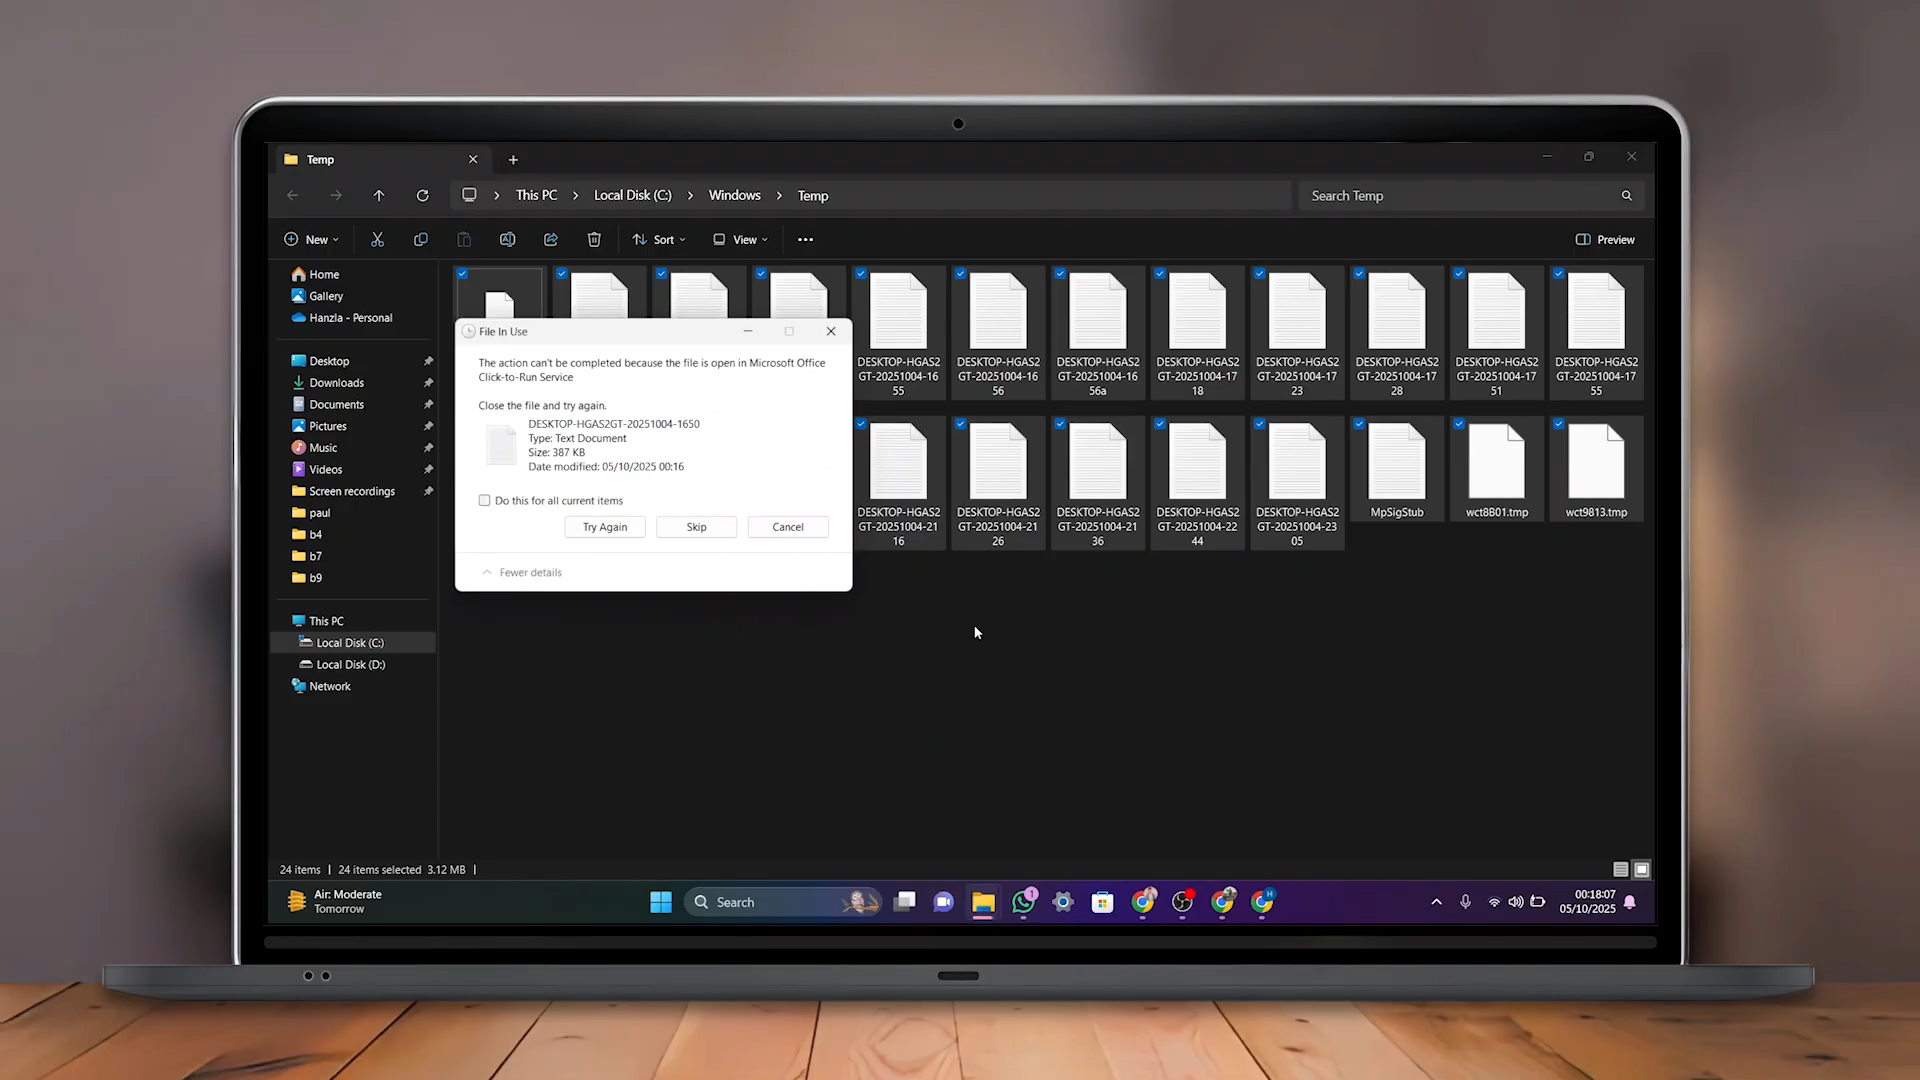 Temp
This PC
Local Disk (C:)
Windows
Temp
Search Temp
New
Sort
View
Preview
Home
Gallery
Hanzla - Personal
Desktop
Downloads
Documents
Pictures
Music
Videos
Screen recordings
paul
b4
b7
b9
This PC
Local Disk (C:)
Local Disk (D:)
Network
DESKTOP-HGAS2
GT-20251004-16
55
DESKTOP-HGAS2
GT-20251004-16
56
DESKTOP-HGAS2
GT-20251004-16
56a
DESKTOP-HGAS2
GT-20251004-17
18
DESKTOP-HGAS2
GT-20251004-17
23
DESKTOP-HGAS2
GT-20251004-17
28
DESKTOP-HGAS2
GT-20251004-17
51
DESKTOP-HGAS2
GT-20251004-17
55
DESKTOP-HGAS2
GT-20251004-21
16
DESKTOP-HGAS2
GT-20251004-21
26
DESKTOP-HGAS2
GT-20251004-21
36
DESKTOP-HGAS2
GT-20251004-22
44
DESKTOP-HGAS2
GT-20251004-23
05
MpSigStub
wct8B01.tmp
wct9813.tmp
File In Use
The action can't be completed because the file is open in Microsoft Office
Click-to-Run Service
Close the file and try again.
DESKTOP-HGAS2GT-20251004-1650
Type: Text Document
Size: 387 KB
Date modified: 05/10/2025 00:16
Do this for all current items
Try Again
Skip
Cancel
Fewer details
24 items
24 items selected 3.12 MB
Air: Moderate
Tomorrow
Search
1
H
00:18:07
05/10/2025